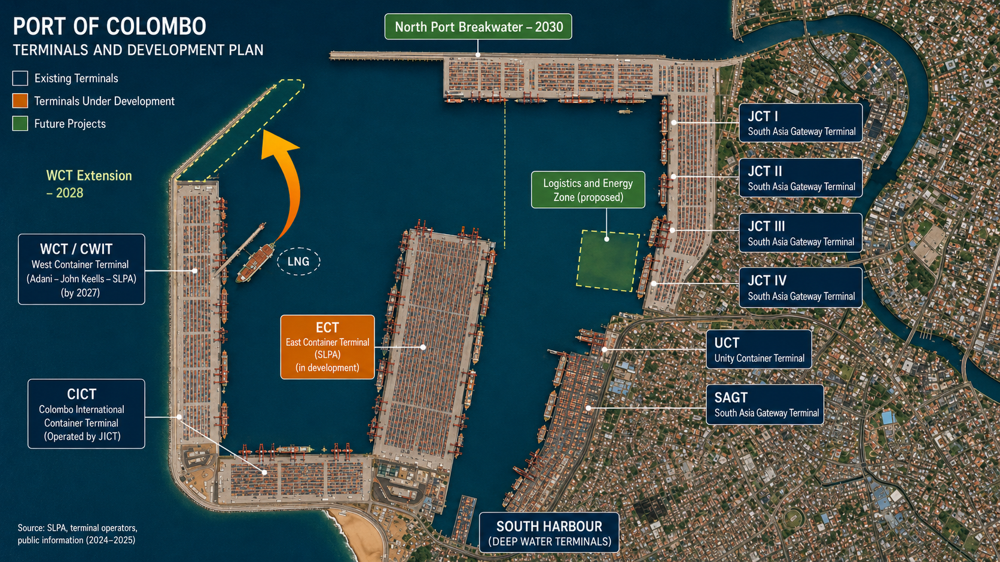 PORT OF COLOMBO
TERMINALS AND DEVELOPMENT PLAN
Existing Terminals
Terminals Under Development
Future Projects
North Port Breakwater – 2030
WCT Extension
– 2028
WCT / CWIT
West Container Terminal
(Adani – John Keells – SLPA)
(by 2027)
LNG
CICT
Colombo International
Container Terminal
(Operated by JICT)
ECT
East Container Terminal
(SLPA)
(in development)
Logistics and Energy
Zone (proposed)
JCT I
South Asia Gateway Terminal
JCT II
South Asia Gateway Terminal
JCT III
South Asia Gateway Terminal
JCT IV
South Asia Gateway Terminal
UCT
Unity Container Terminal
SAGT
South Asia Gateway Terminal
SOUTH HARBOUR
(DEEP WATER TERMINALS)
Source: SLPA, terminal operators,
public information (2024–2025)